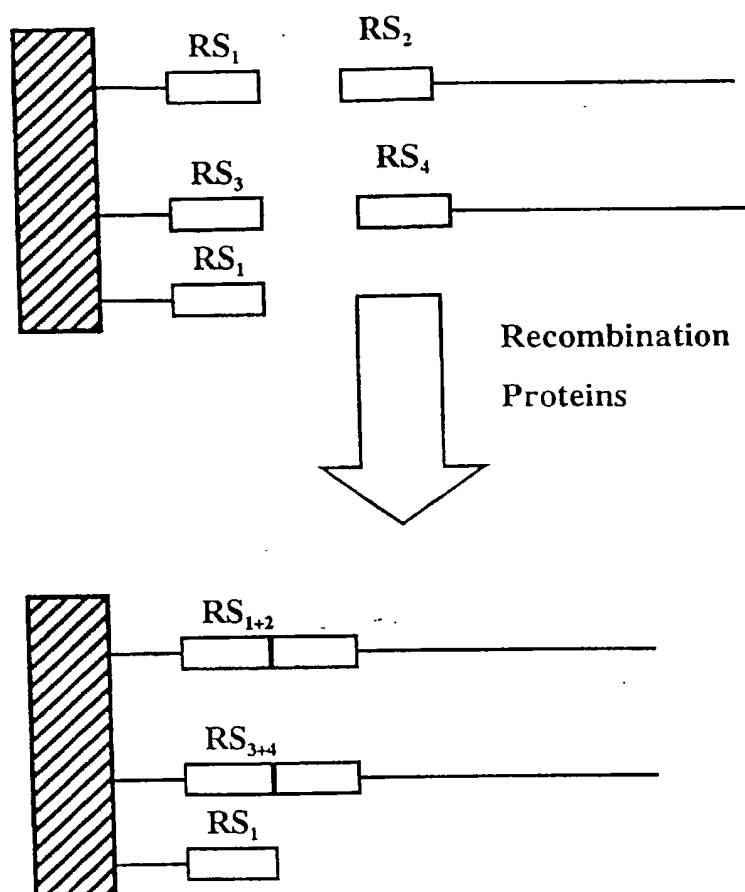 RS₁ RS₂
RS₃ RS₄
RS₁
Recombination
Proteins
RS₁₊₂
RS₃₊₄
RS₁